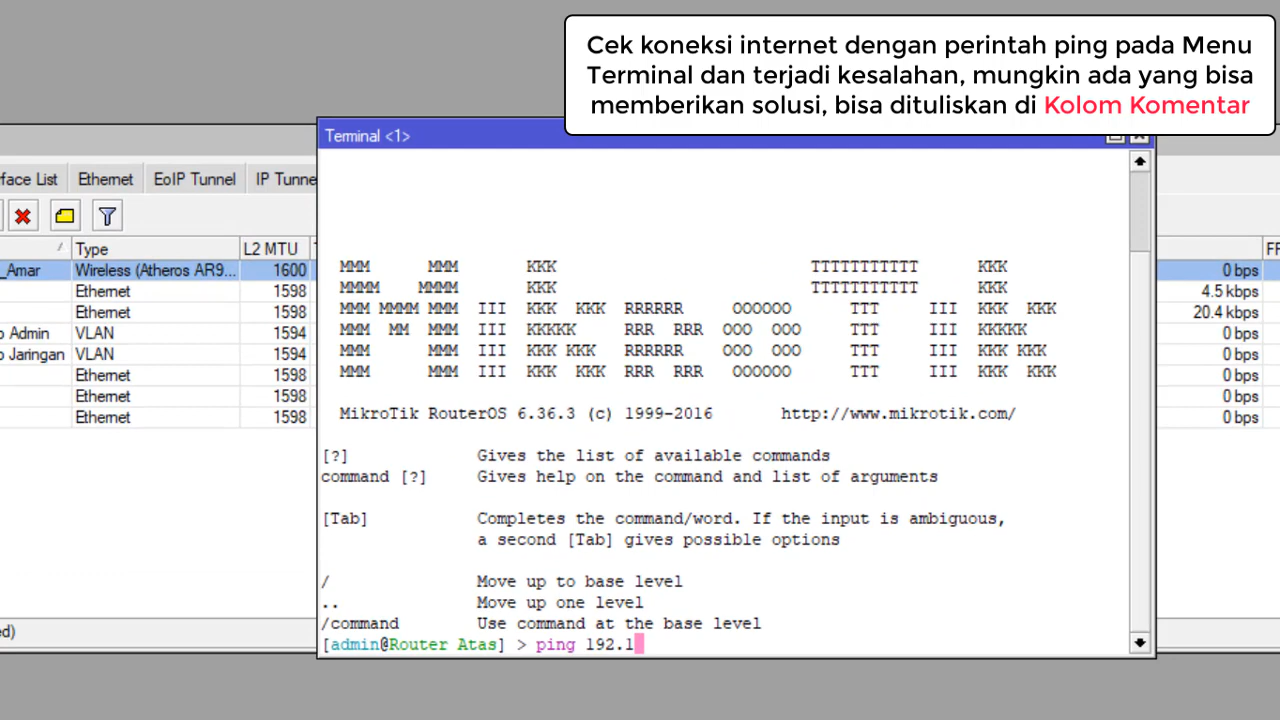 Cek koneksi internet dengan perintah ping pada Menu
Terminal dan terjadi kesalahan, mungkin ada yang bisa
memberikan solusi, bisa dituliskan di Kolom Komentar
Terminal <1>
face List Ethernet EoIP Tunnel IP Tunne
Type L2 MTU FP
_Amar Wireless (Atheros AR9... 1600 0 bps
Ethernet 1598 4.5 kbps
Ethernet 1598 20.4 kbps
o Admin VLAN 1594 0 bps
o Jaringan VLAN 1594 0 bps
Ethernet 1598 0 bps
Ethernet 1598 0 bps
Ethernet 1598 0 bps
MMM MMM KKK TTTTTTTTTTT KKK
MMMM MMMM KKK TTTTTTTTTTT KKK
MMM MMMM MMM III KKK KKK RRRRRR OOOOOO TTT III KKK KKK
MMM MM MMM III KKKKK RRR RRR OOO OOO TTT III KKKKK
MMM MMM III KKK KKK RRRRRR OOO OOO TTT III KKK KKK
MMM MMM III KKK KKK RRR RRR OOOOOO TTT III KKK KKK
MikroTik RouterOS 6.36.3 (c) 1999-2016 http://www.mikrotik.com/
[?] Gives the list of available commands
command [?] Gives help on the command and list of arguments
[Tab] Completes the command/word. If the input is ambiguous,
a second [Tab] gives possible options
/ Move up to base level
.. Move up one level
/command Use command at the base level
[admin@Router Atas] > ping 192.1
ed)